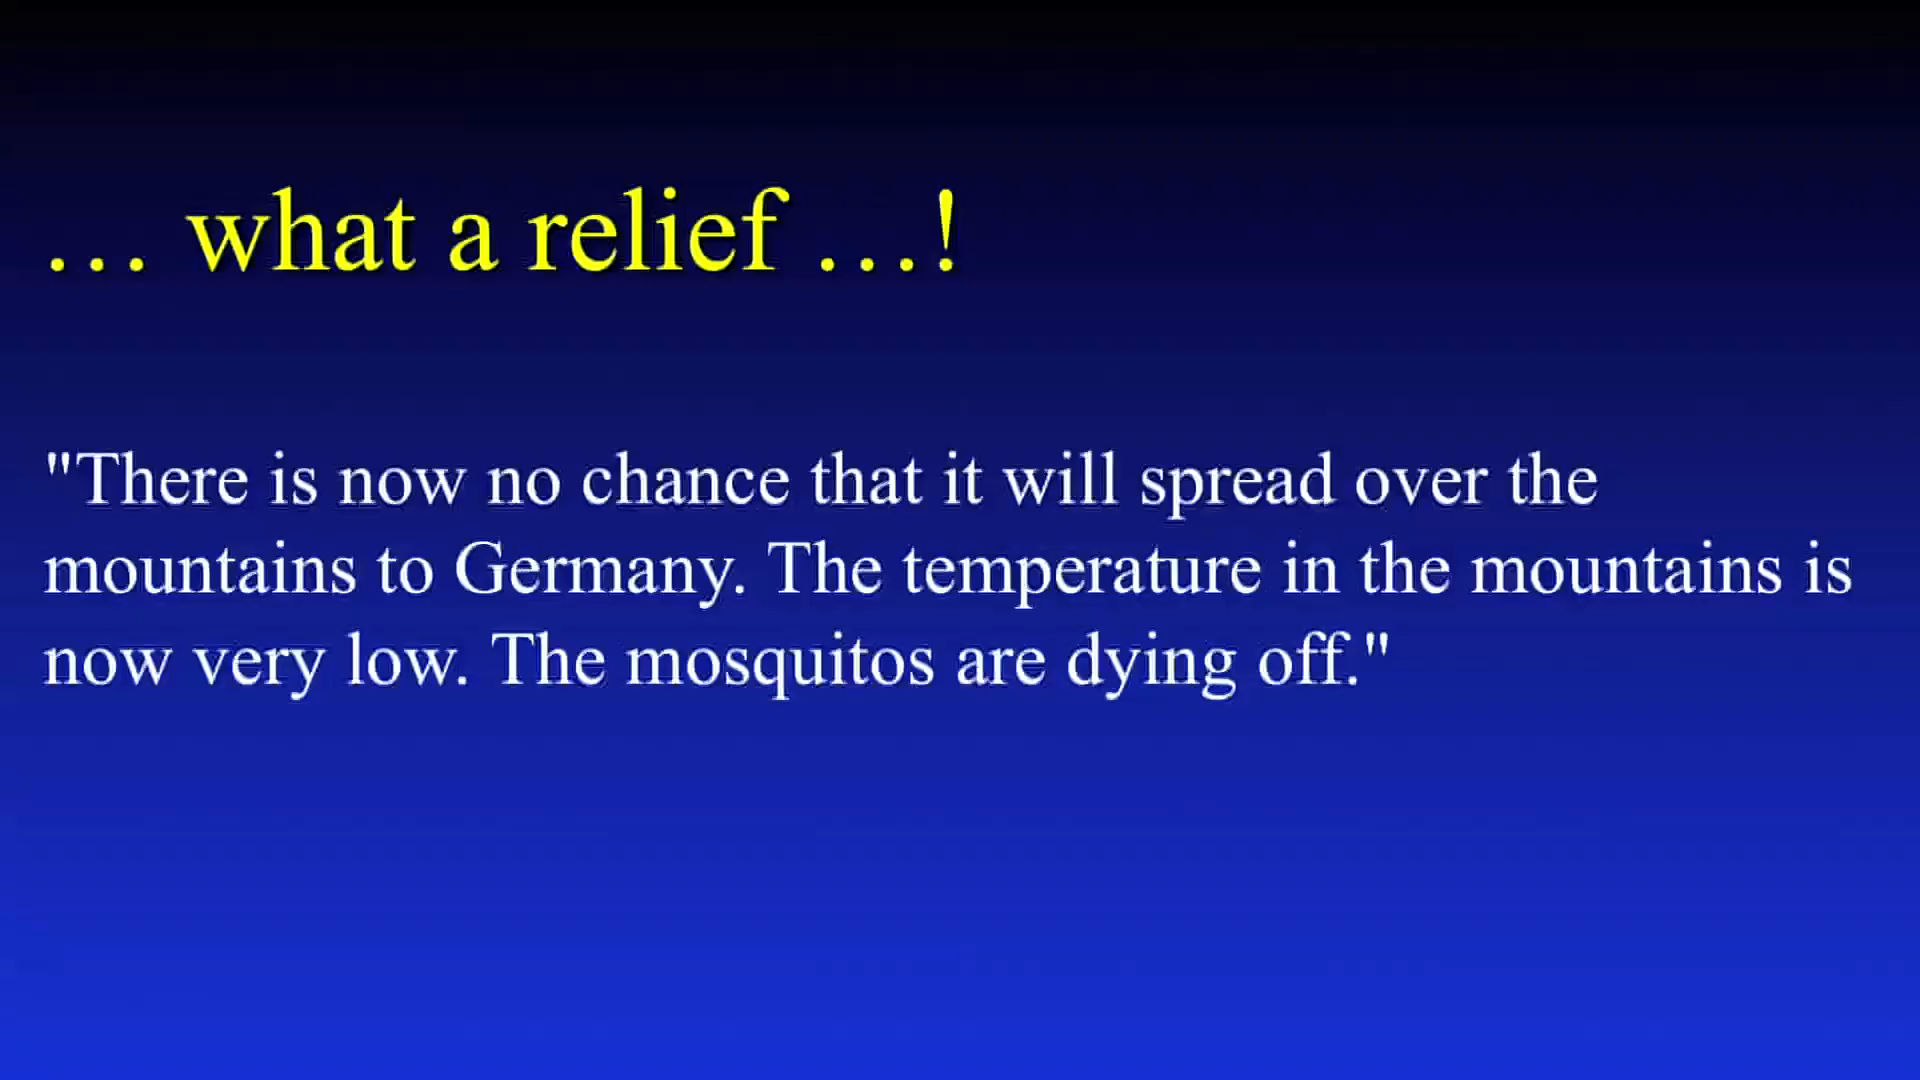 … what a relief …!
"There is now no chance that it will spread over the
mountains to Germany. The temperature in the mountains is
now very low. The mosquitos are dying off."